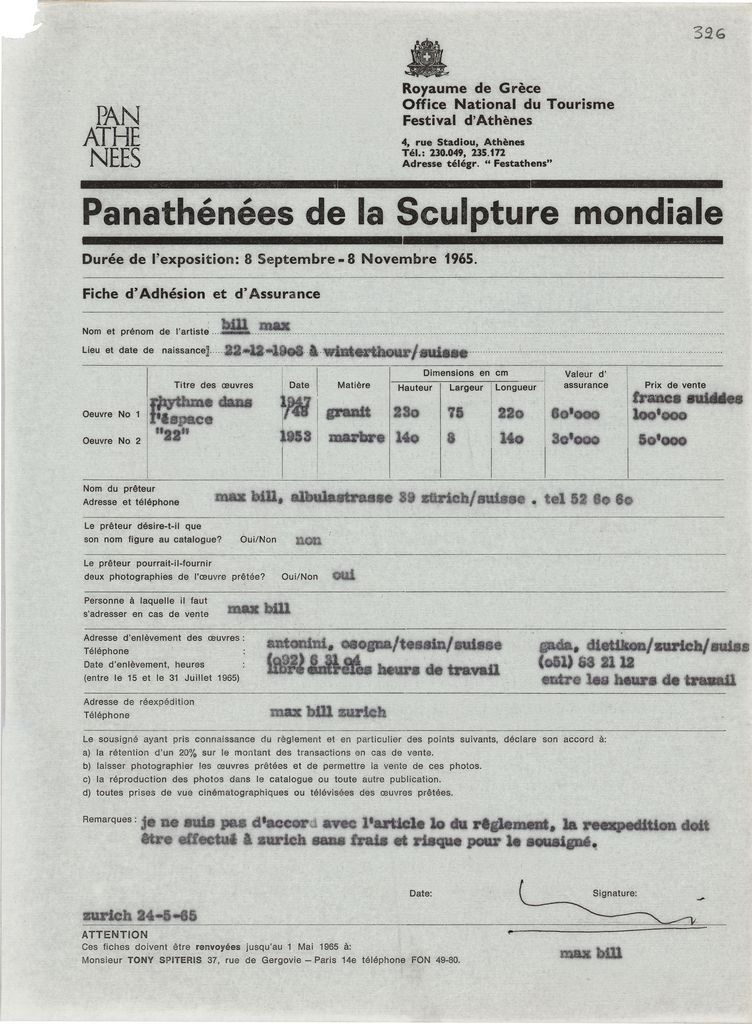 396
PAN
ATHE
NEES
Royaume de Grèce
Office National du Tourisme
Festival d'Athènes
4, rue Stadiou, Athènes
Tél.: 230.049, 235.172
Adresse télégr. “ Festathens”
Panathénées de la Sculpture mondiale
Durée de l'exposition: 8 Septembre - 8 Novembre 1965.
Fiche d'Adhésion et d'Assurance
Nom et prénom de l'artiste bill max
Lieu et date de naissance 22-12-1908 à winterthour/suisse
Titre des œuvres Date Matière Dimensions en cm Hauteur Largeur Longueur Valeur d'assurance Prix de vente
francs suiddes
Oeuvre No 1 rhythme dans l'éspace 1947/48 granit 230 75 220 60'000 100'000
Oeuvre No 2 "22" 1953 marbre 140 8 140 30'000 50'000
Nom du prêteur
Adresse et téléphone max bill, albulastrasse 39 zürich/suisse . tel 52 60 60
Le prêteur désire-t-il que
son nom figure au catalogue? Oui/Non non
Le prêteur pourrait-il-fournir
deux photographies de l'œuvre prêtée? Oui/Non oui
Personne à laquelle il faut
s'adresser en cas de vente max bill
Adresse d'enlèvement des œuvres : antonini, osogna/tessin/suisse gada, dietikon/zurich/suiss
Téléphone : (092) 6 31 04 (051) 83 21 12
Date d'enlèvement, heures : libre entreles heurs de travail entre les heurs de trauail
(entre le 15 et le 31 Juillet 1965)
Adresse de réexpédition
Téléphone max bill zurich
Le sousigné ayant pris connaissance du règlement et en particulier des points suivants, déclare son accord à:
a) la rétention d'un 20% sur le montant des transactions en cas de vente.
b) laisser photographier les œuvres prêtées et de permettre la vente de ces photos.
c) la réproduction des photos dans le catalogue ou toute autre publication.
d) toutes prises de vue cinématographiques ou télévisées des œuvres prêtées.
Remarques : je ne suis pas d'accord avec l'article 10 du rêglement, la reexpedition doit
être effectué à zurich sans frais et risque pour le sousigné.
Date: Signature:
zurich 24-5-65
ATTENTION
Ces fiches doivent être renvoyées jusqu'au 1 Mai 1965 à:
Monsieur TONY SPITERIS 37, rue de Gergovie – Paris 14e téléphone FON 49-80.
max bill